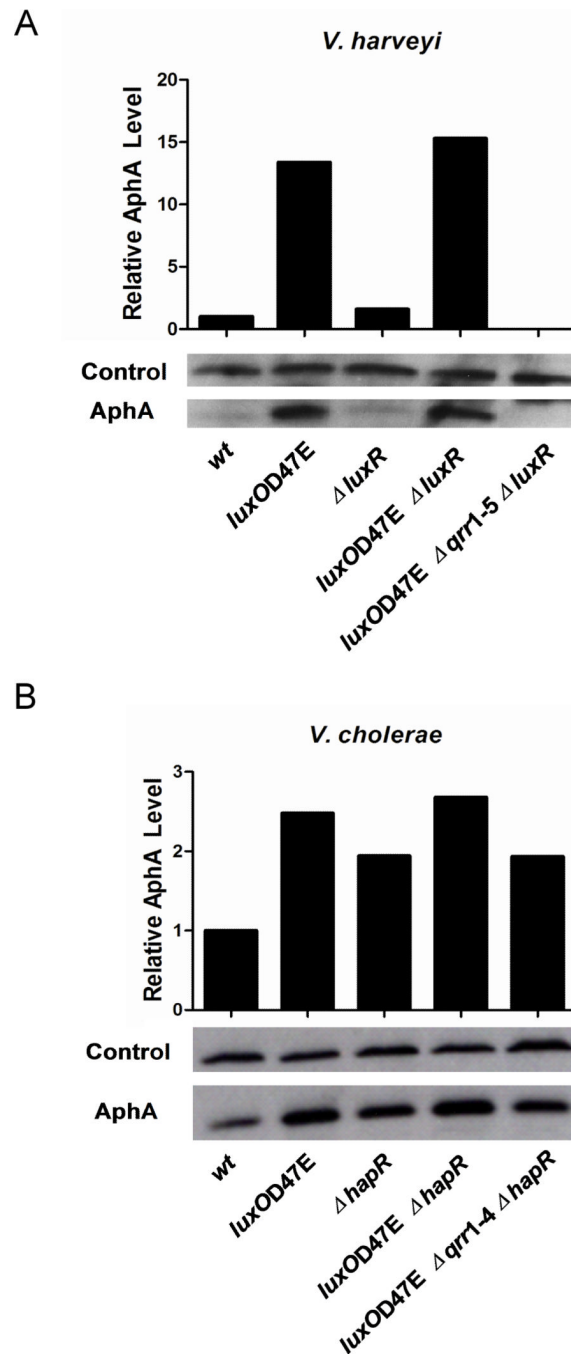 A
V. harveyi
Relative AphA Level
20
15
10
5
0
Control
AphA
wt
luxOD47E
ΔluxR
luxOD47E ΔluxR
luxOD47E Δqrr1-5 ΔluxR
B
V. cholerae
Relative AphA Level
3
2
1
0
Control
AphA
wt
luxOD47E
ΔhapR
luxOD47E ΔhapR
luxOD47E Δqrr1-4 ΔhapR